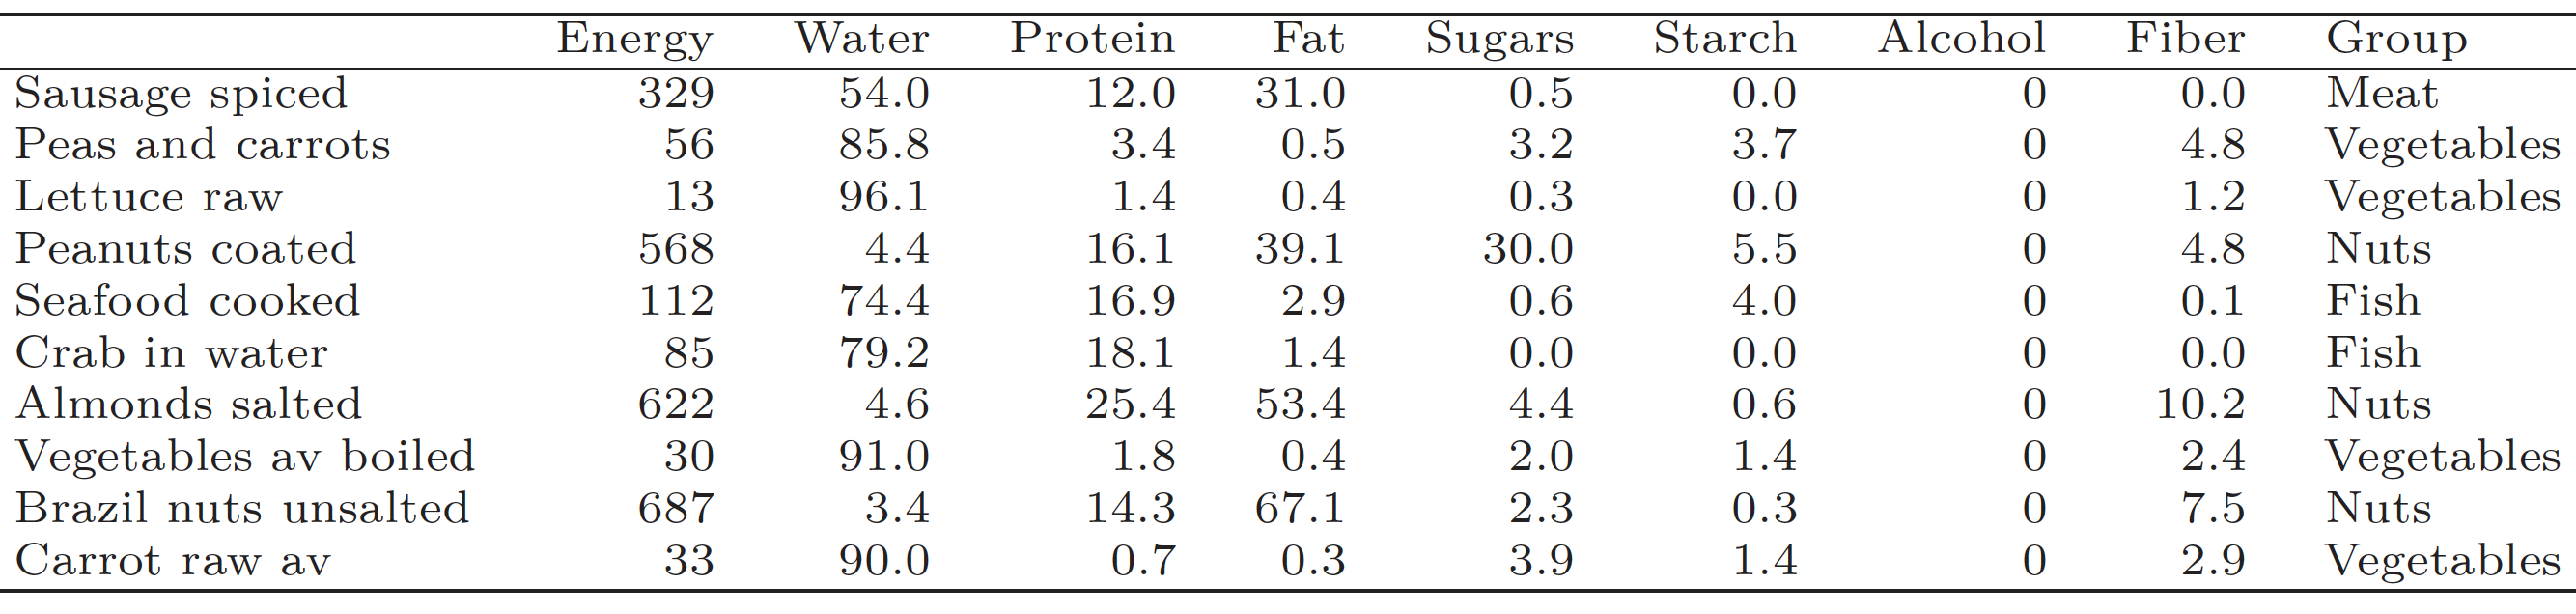 Energy Water Protein Fat Sugars Starch Alcohol Fiber Group
Sausage spiced 329 54.0 12.0 31.0 0.5 0.0 0 0.0 Meat
Peas and carrots 56 85.8 3.4 0.5 3.2 3.7 0 4.8 Vegetables
Lettuce raw 13 96.1 1.4 0.4 0.3 0.0 0 1.2 Vegetables
Peanuts coated 568 4.4 16.1 39.1 30.0 5.5 0 4.8 Nuts
Seafood cooked 112 74.4 16.9 2.9 0.6 4.0 0 0.1 Fish
Crab in water 85 79.2 18.1 1.4 0.0 0.0 0 0.0 Fish
Almonds salted 622 4.6 25.4 53.4 4.4 0.6 0 10.2 Nuts
Vegetables av boiled 30 91.0 1.8 0.4 2.0 1.4 0 2.4 Vegetables
Brazil nuts unsalted 687 3.4 14.3 67.1 2.3 0.3 0 7.5 Nuts
Carrot raw av 33 90.0 0.7 0.3 3.9 1.4 0 2.9 Vegetables